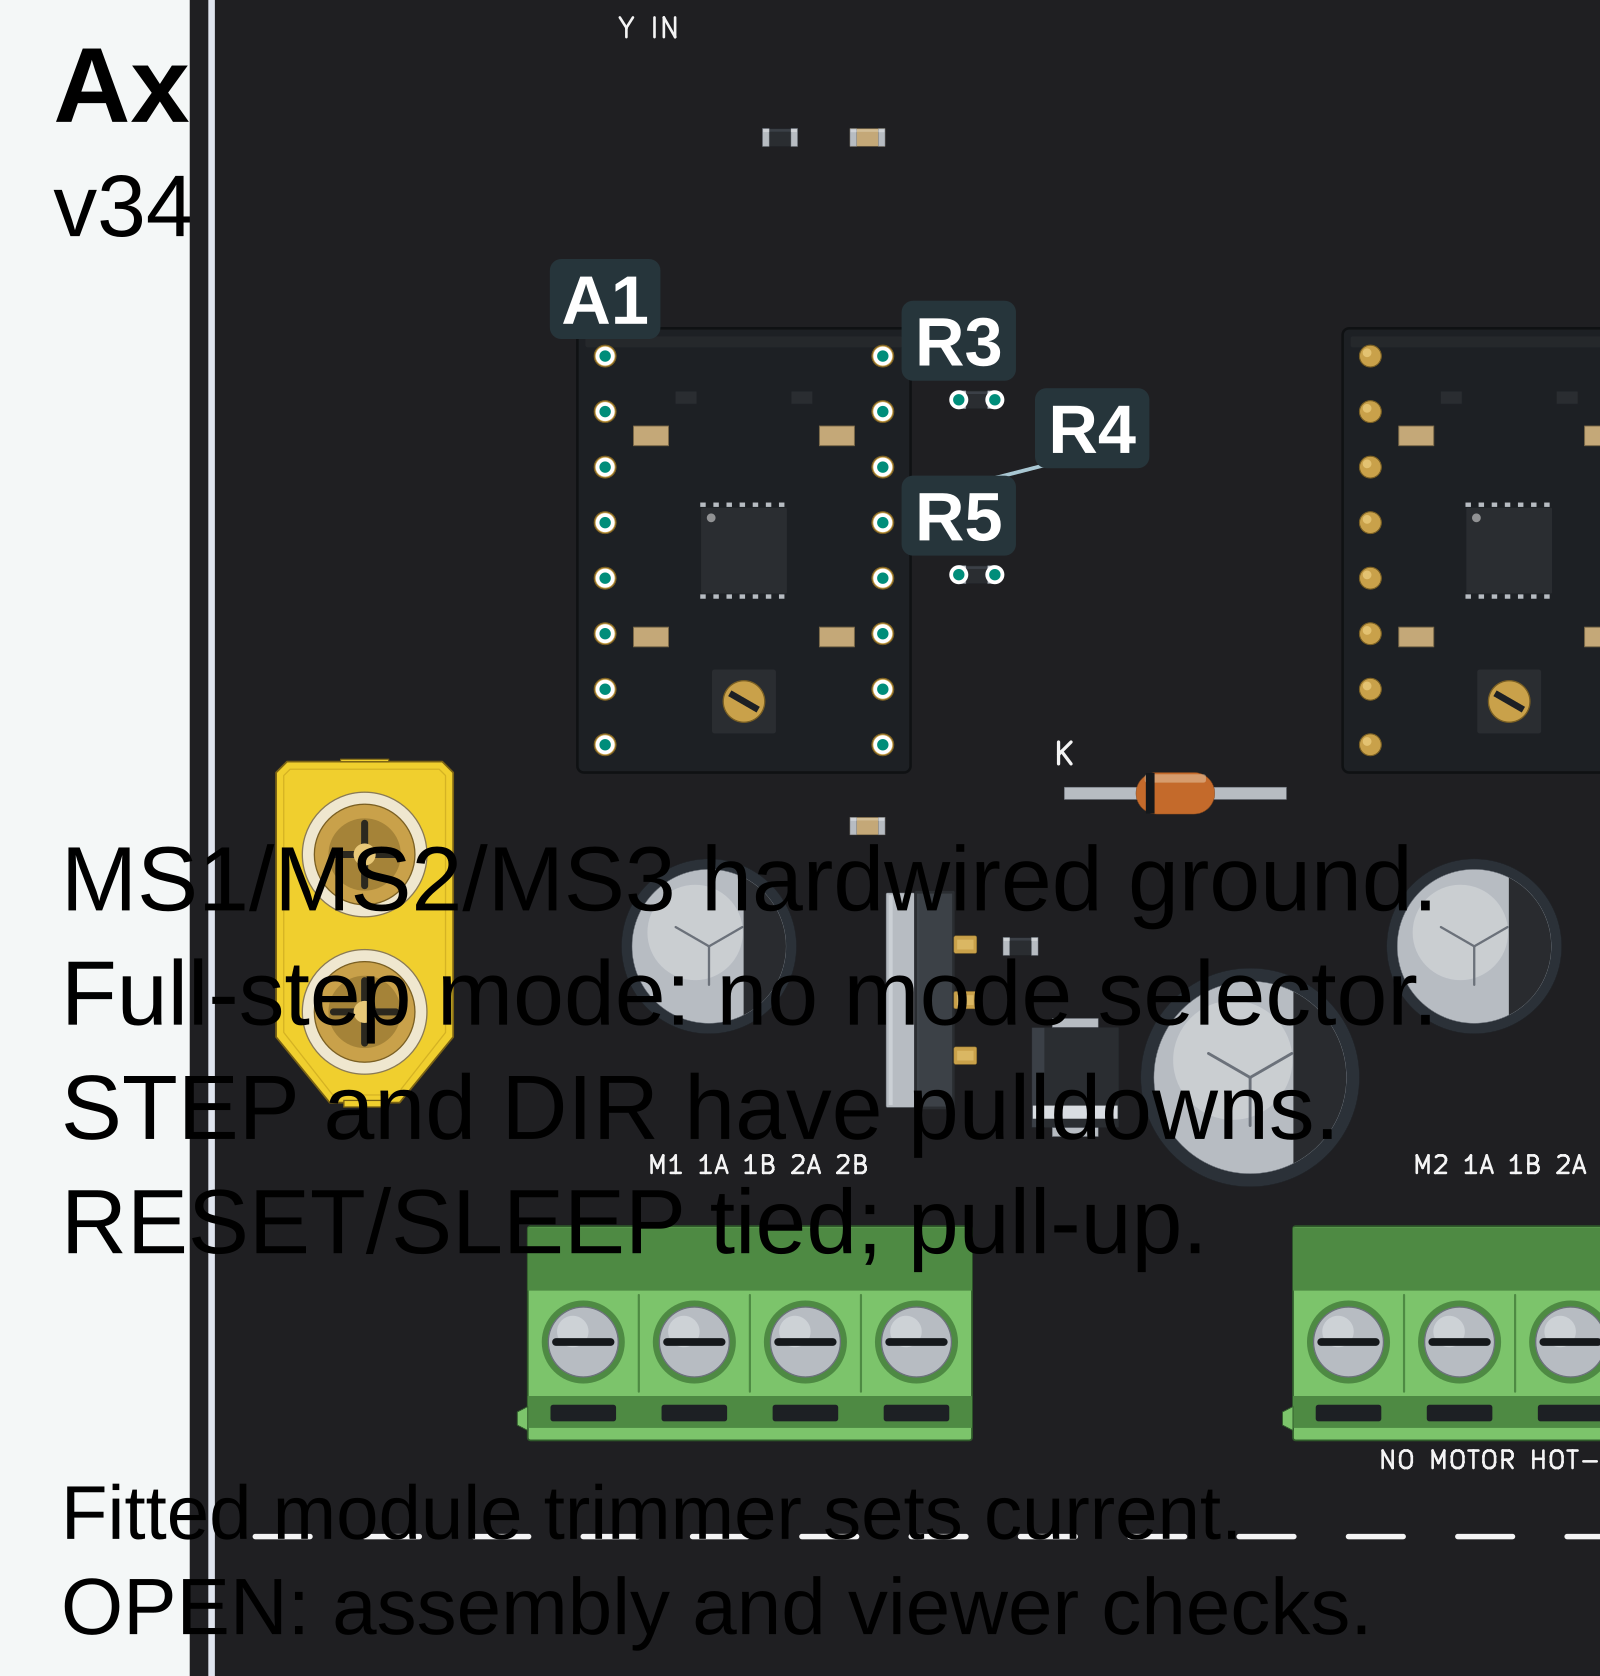 Y IN
Ax
v34
A1
R3
R4
R5
K
MS1/MS2/MS3 hardwired ground.
Full-step mode: no mode selector.
STEP and DIR have pulldowns.
M1 1A 1B 2A 2B
M2 1A 1B 2A
RESET/SLEEP tied; pull-up.
NO MOTOR HOT-
Fitted module trimmer sets current.
OPEN: assembly and viewer checks.